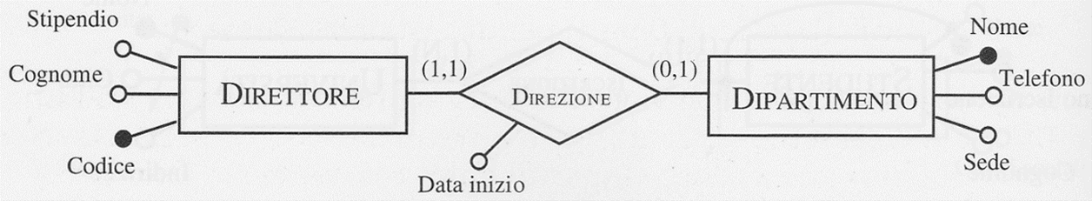 Stipendio
Cognome
Codice
DIRETTORE
(1,1)
DIREZIONE
Data inizio
(0,1)
DIPARTIMENTO
Nome
Telefono
Sede